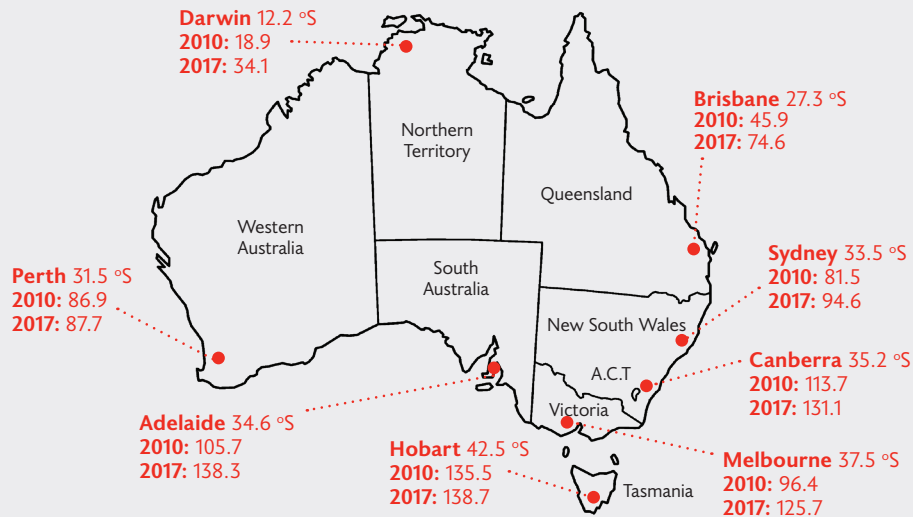 Darwin 12.2 °S
2010: 18.9
2017: 34.1
Brisbane 27.3 °S
2010: 45.9
2017: 74.6
Northern
Territory
Queensland
Western
Australia
South
Australia
Sydney 33.5 °S
2010: 81.5
2017: 94.6
Perth 31.5 °S
2010: 86.9
2017: 87.7
New South Wales
A.C.T
Canberra 35.2 °S
2010: 113.7
2017: 131.1
Victoria
Adelaide 34.6 °S
2010: 105.7
2017: 138.3
Hobart 42.5 °S
2010: 135.5
2017: 138.7
Tasmania
Melbourne 37.5 °S
2010: 96.4
2017: 125.7